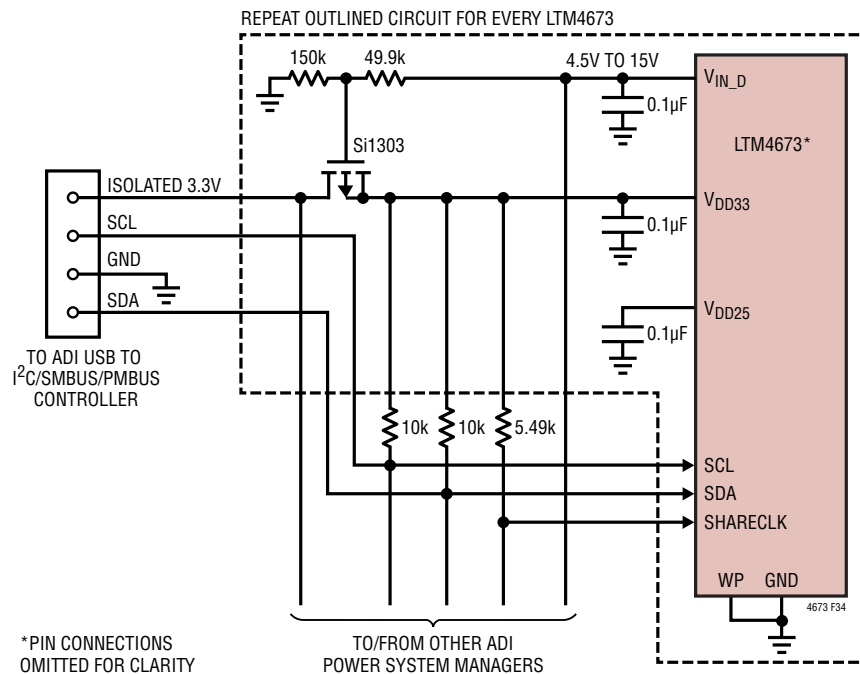 REPEAT OUTLINED CIRCUIT FOR EVERY LTM4673
150k
49.9k
4.5V TO 15V
VIN_D
0.1µF
LTM4673*
Si1303
ISOLATED 3.3V
VDD33
SCL
0.1µF
GND
SDA
VDD25
0.1µF
TO ADI USB TO
I2C/SMBUS/PMBUS
CONTROLLER
10k
10k
5.49k
SCL
SDA
SHARECLK
WP
GND
4673 F34
*PIN CONNECTIONS
OMITTED FOR CLARITY
TO/FROM OTHER ADI
POWER SYSTEM MANAGERS